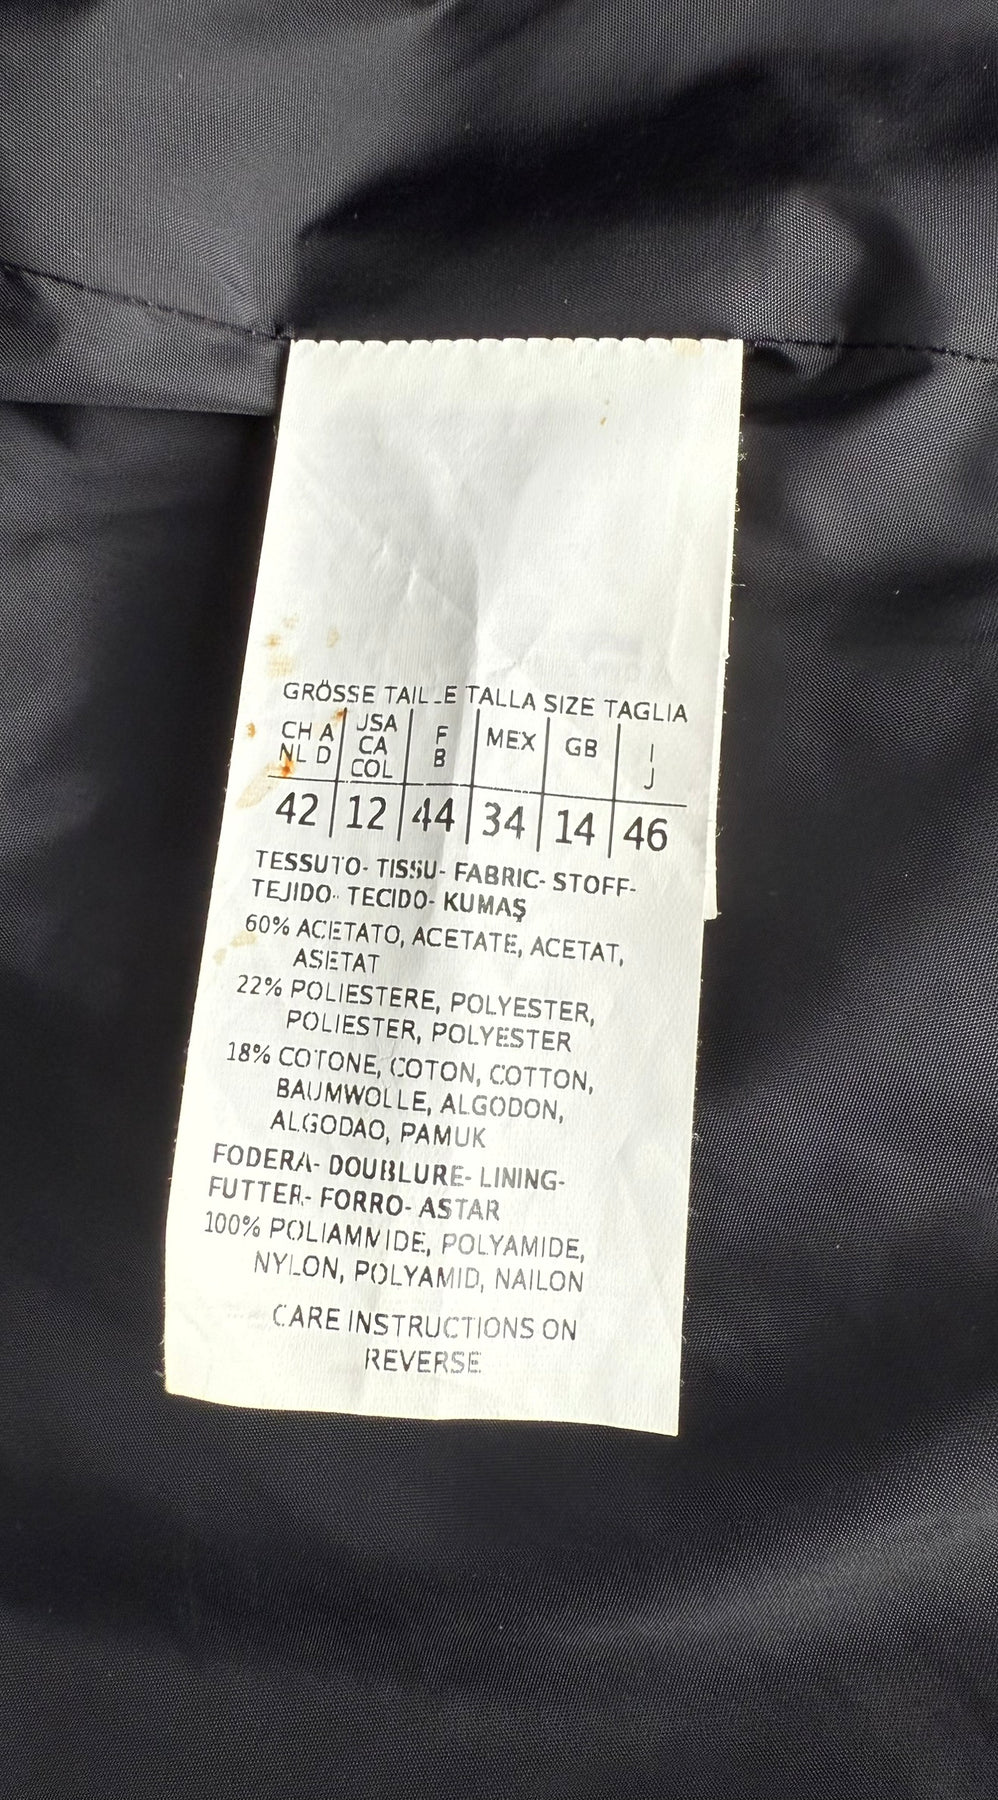 GRÖSSE TAILLE TALLA SIZE TAGLIA
CH A NL D | USA CA COL | F B | MEX | GB | I J
42 | 12 | 44 | 34 | 14 | 46
TESSUTO- TISSU- FABRIC- STOFF-
TEJIDO- TECIDO- KUMAŞ
60% ACETATO, ACETATE, ACETAT,
ASETAT
22% POLIESTERE, POLYESTER,
POLIESTER, POLYESTER
18% COTONE, COTON, COTTON,
BAUMWOLLE, ALGODON,
ALGODAO, PAMUK
FODERA- DOUBLURE- LINING-
FUTTER- FORRO- ASTAR
100% POLIAMMIDE, POLYAMIDE,
NYLON, POLYAMID, NAILON
CARE INSTRUCTIONS ON
REVERSE